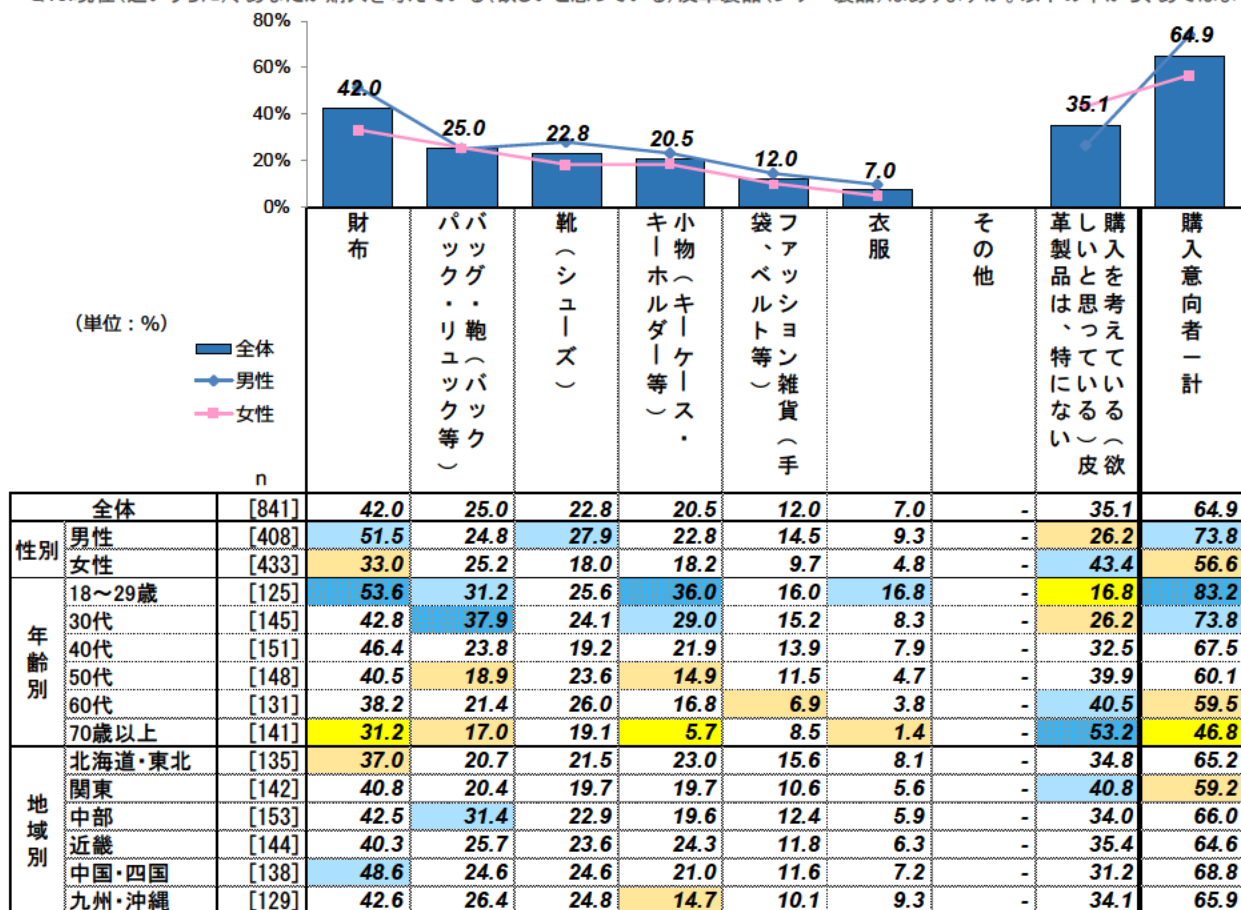 80%
60%
40%
20%
0%
42.0
25.0
22.8
20.5
12.0
7.0
35.1
64.9
(単位:%)
全体
男性
女性
n
財布
バッグ・鞄(バック
パック・リュック等)
靴(シューズ)
小物(キーケース・
キーホルダー等)
ファッション雑貨(手
袋、ベルト等)
衣服
その他
購入を考えている(欲
しいと思っている)皮
革製品は、特にない
購入意向者ー計
全体 [841] 42.0 25.0 22.8 20.5 12.0 7.0 - 35.1 64.9
性別
男性 [408] 51.5 24.8 27.9 22.8 14.5 9.3 - 26.2 73.8
女性 [433] 33.0 25.2 18.0 18.2 9.7 4.8 - 43.4 56.6
年齢別
18~29歳 [125] 53.6 31.2 25.6 36.0 16.0 16.8 - 16.8 83.2
30代 [145] 42.8 37.9 24.1 29.0 15.2 8.3 - 26.2 73.8
40代 [151] 46.4 23.8 19.2 21.9 13.9 7.9 - 32.5 67.5
50代 [148] 40.5 18.9 23.6 14.9 11.5 4.7 - 39.9 60.1
60代 [131] 38.2 21.4 26.0 16.8 6.9 3.8 - 40.5 59.5
70歳以上 [141] 31.2 17.0 19.1 5.7 8.5 1.4 - 53.2 46.8
地域別
北海道・東北 [135] 37.0 20.7 21.5 23.0 15.6 8.1 - 34.8 65.2
関東 [142] 40.8 20.4 19.7 19.7 10.6 5.6 - 40.8 59.2
中部 [153] 42.5 31.4 22.9 19.6 12.4 5.9 - 34.0 66.0
近畿 [144] 40.3 25.7 23.6 24.3 11.8 6.3 - 35.4 64.6
中国・四国 [138] 48.6 24.6 24.6 21.0 11.6 7.2 - 31.2 68.8
九州・沖縄 [129] 42.6 26.4 24.8 14.7 10.1 9.3 - 34.1 65.9